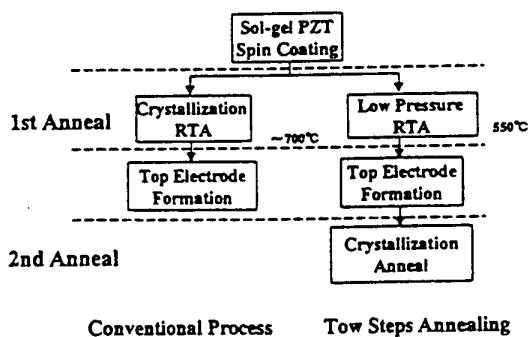 Sol-gel PZT
Spin Coating
1st Anneal
Crystallization
RTA
~700°C
Low Pressure
RTA
550°C
Top Electrode
Formation
Top Electrode
Formation
2nd Anneal
Crystallization
Anneal
Conventional Process
Tow Steps Annealing